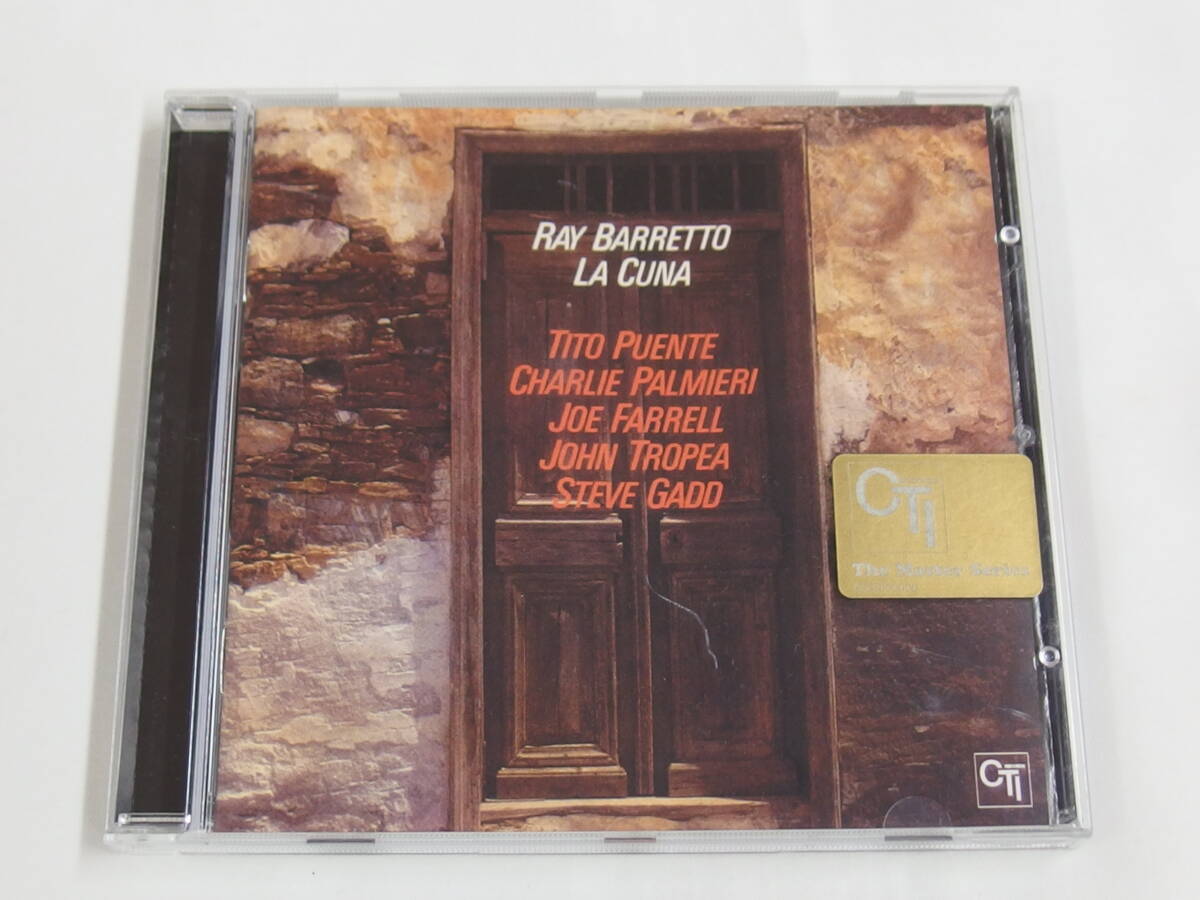 RAY BARRETTO
LA CUNA
TITO PUENTE
CHARLIE PALMIERI
JOE FARRELL
JOHN TROPEA
STEVE GADD
CTI
The Master Series
CTI